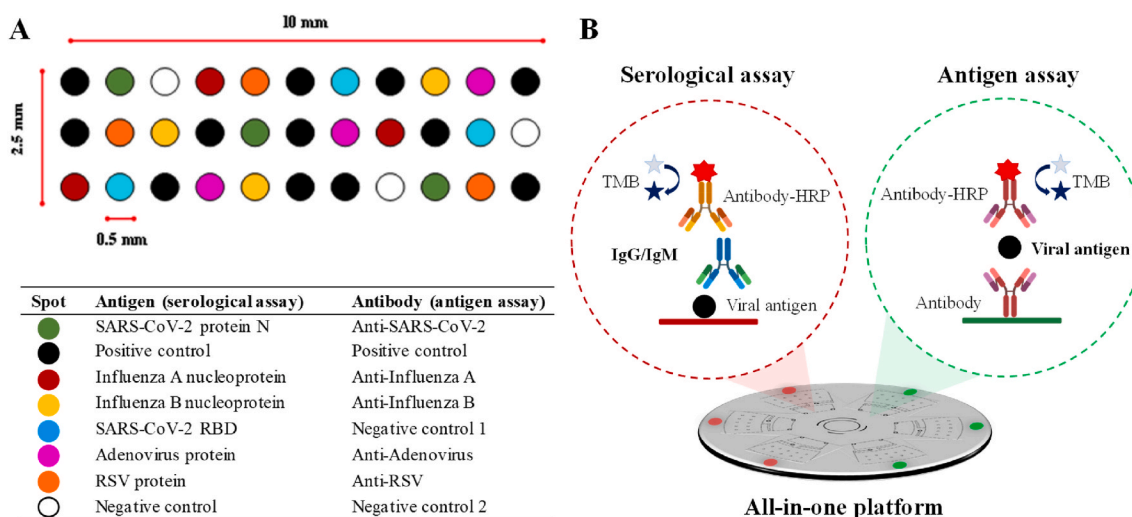 A
10 mm
2.5 mm
0.5 mm
Spot Antigen (serological assay) Antibody (antigen assay)
SARS-CoV-2 protein N Anti-SARS-CoV-2
Positive control Positive control
Influenza A nucleoprotein Anti-Influenza A
Influenza B nucleoprotein Anti-Influenza B
SARS-CoV-2 RBD Negative control 1
Adenovirus protein Anti-Adenovirus
RSV protein Anti-RSV
Negative control Negative control 2
B
Serological assay
TMB
Antibody-HRP
IgG/IgM
Viral antigen
Antigen assay
Antibody-HRP
TMB
Viral antigen
Antibody
All-in-one platform